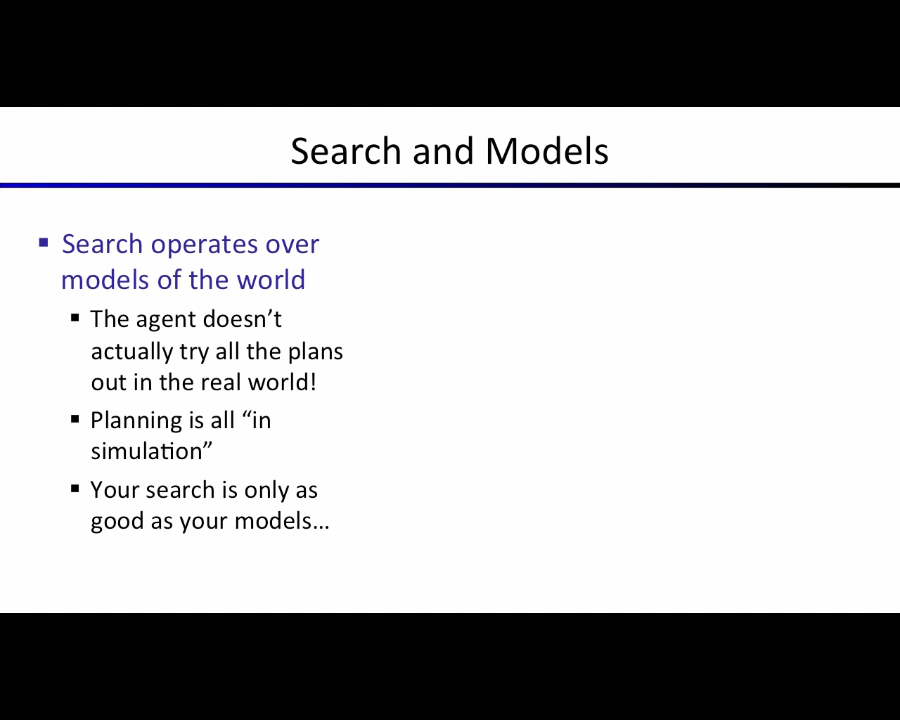 Search and Models
▪ Search operates over
models of the world
▪ The agent doesn’t
actually try all the plans
out in the real world!
▪ Planning is all “in
simulation”
▪ Your search is only as
good as your models…